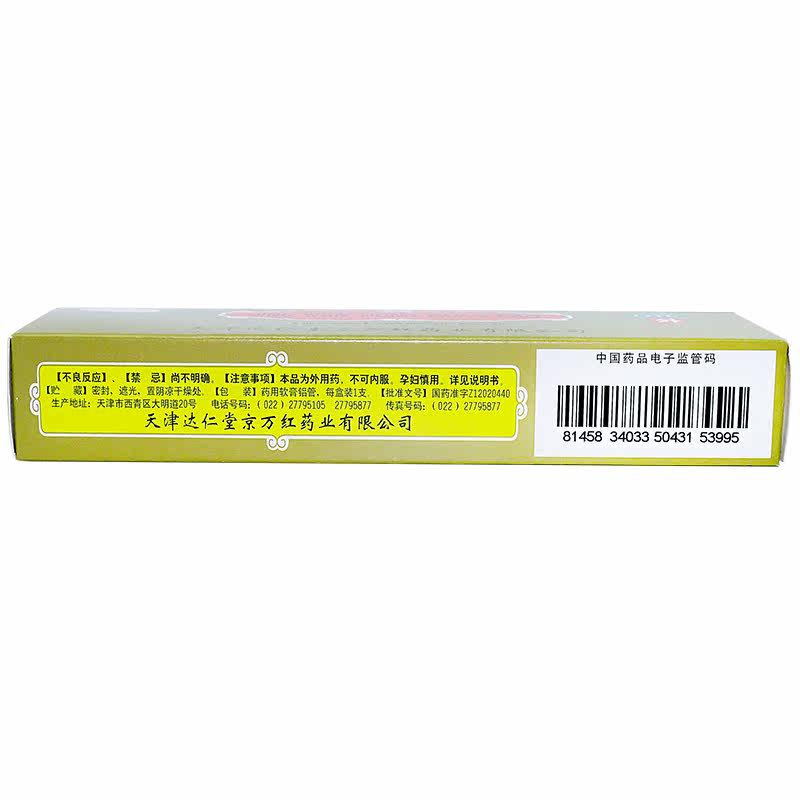 【不良反应】、【禁 忌】尚不明确。【注意事项】本品为外用药，不可内服。孕妇慎用。详见说明书。
【贮 藏】密封，遮光，置阴凉干燥处。 【包 装】药用软膏铝管，每盒装1支。 【批准文号】国药准字Z12020440
生产地址：天津市西青区大明道20号 电话号码：（022）27795105 27795877 传真号码：（022）27795877
天津达仁堂京万红药业有限公司
中国药品电子监管码
81458 34033 50431 53995